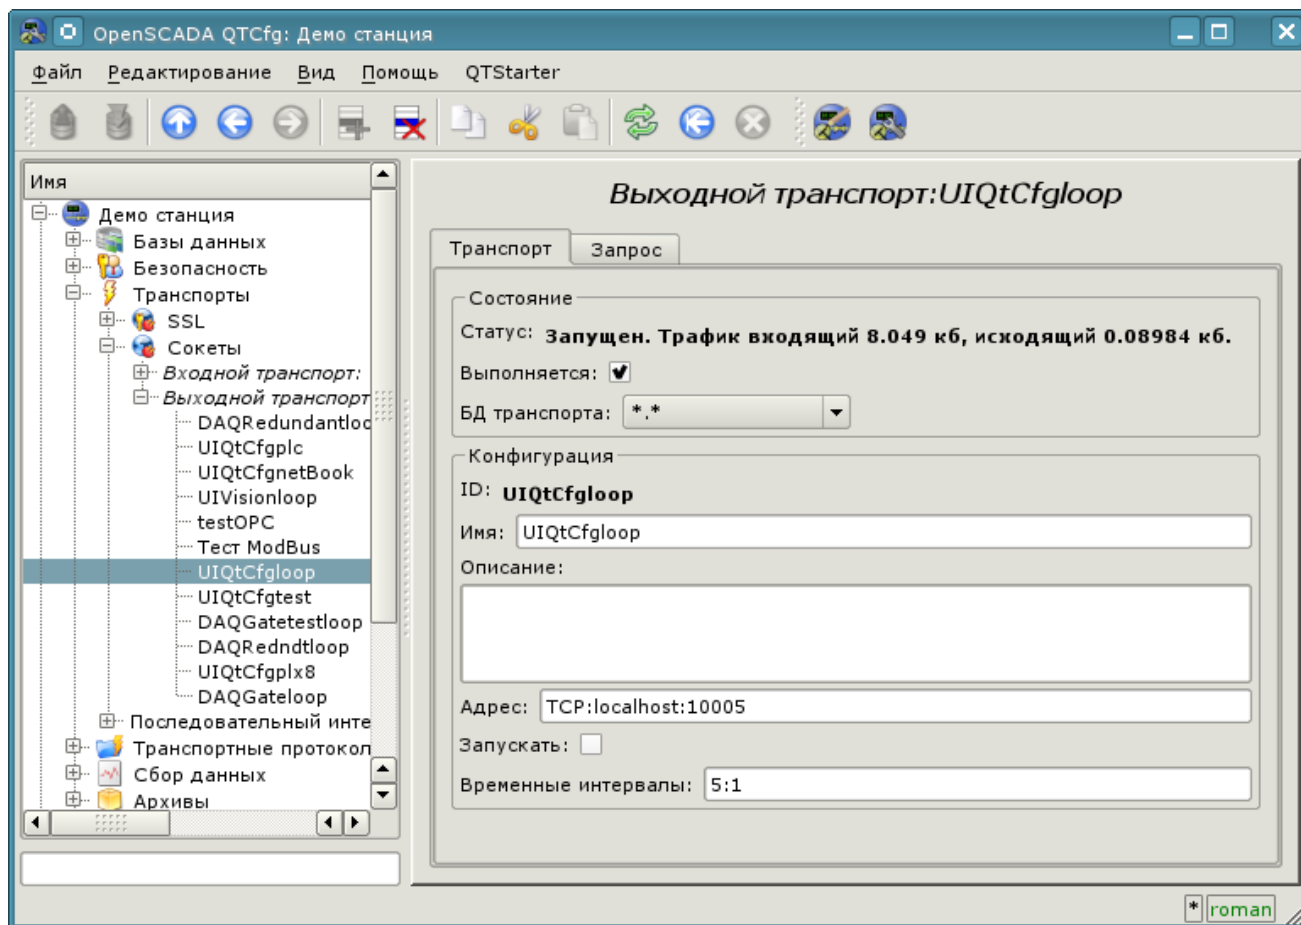 OpenSCADA QTCfg: Демо станция
Файл Редактирование Вид Помощь QTStarter
Имя
Демо станция
Базы данных
Безопасность
Транспорты
SSL
Сокеты
Входной транспорт:
Выходной транспорт
DAQRedundantloo
UIQtCfgplc
UIQtCfgnetBook
UIVisionloop
testOPC
Тест ModBus
UIQtCfgloop
UIQtCfgtest
DAQGatetestloop
DAQRedndtloop
UIQtCfgplx8
DAQGateloop
Последовательный инте
Транспортные протокол
Сбор данных
Архивы
Выходной транспорт:UIQtCfgloop
Транспорт Запрос
Состояние
Статус: Запущен. Трафик входящий 8.049 кб, исходящий 0.08984 кб.
Выполняется:
БД транспорта: *.*
Конфигурация
ID: UIQtCfgloop
Имя: UIQtCfgloop
Описание:
Адрес: TCP:localhost:10005
Запускать:
Временные интервалы: 5:1
* roman